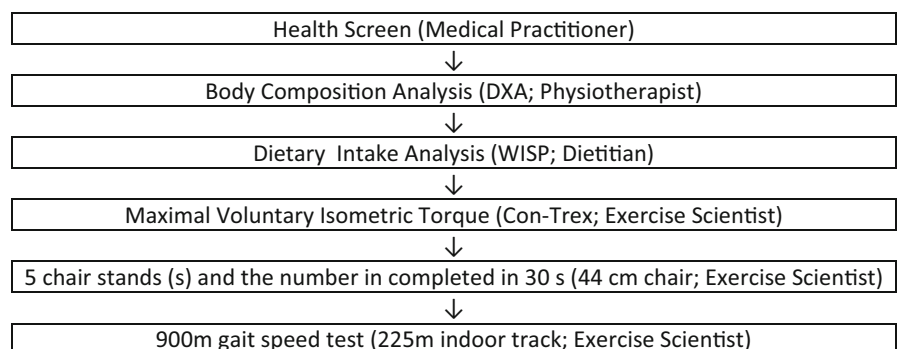 Health Screen (Medical Practitioner)
↓
Body Composition Analysis (DXA; Physiotherapist)
↓
Dietary Intake Analysis (WISP; Dietitian)
↓
Maximal Voluntary Isometric Torque (Con-Trex; Exercise Scientist)
↓
5 chair stands (s) and the number in completed in 30 s (44 cm chair; Exercise Scientist)
↓
900m gait speed test (225m indoor track; Exercise Scientist)